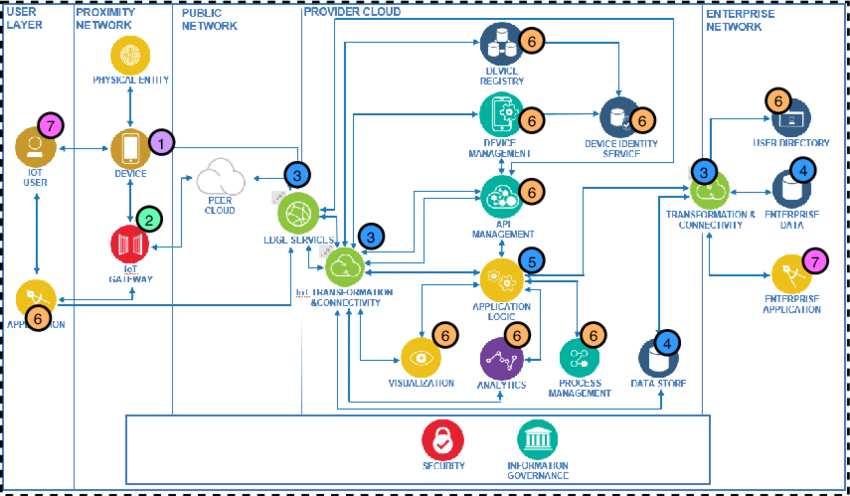 USER
LAYER
PROXIMITY
NETWORK
PUBLIC
NETWORK
PROVIDER CLOUD
ENTERPRISE
NETWORK
PHYSICAL ENTITY
6
DEVICE
REGISTRY
7
IOT
USER
1
DEVICE
6
DEVICE
MANAGEMENT
6
DEVICE IDENTITY
SERVICE
6
USER DIRECTORY
PEER
CLOUD
3
EDGE SERVICES
6
API
MANAGEMENT
3
TRANSFORMATION &
CONNECTIVITY
4
ENTERPRISE
DATA
2
IoT
GATEWAY
3
IoT TRANSFORMATION
&CONNECTIVITY
5
APPLICATION
LOGIC
7
ENTERPRISE
APPLICATION
6
6
VISUALIZATION
6
ANALYTICS
6
PROCESS
MANAGEMENT
4
DATA STORE
SECURITY
INFORMATION
GOVERNANCE